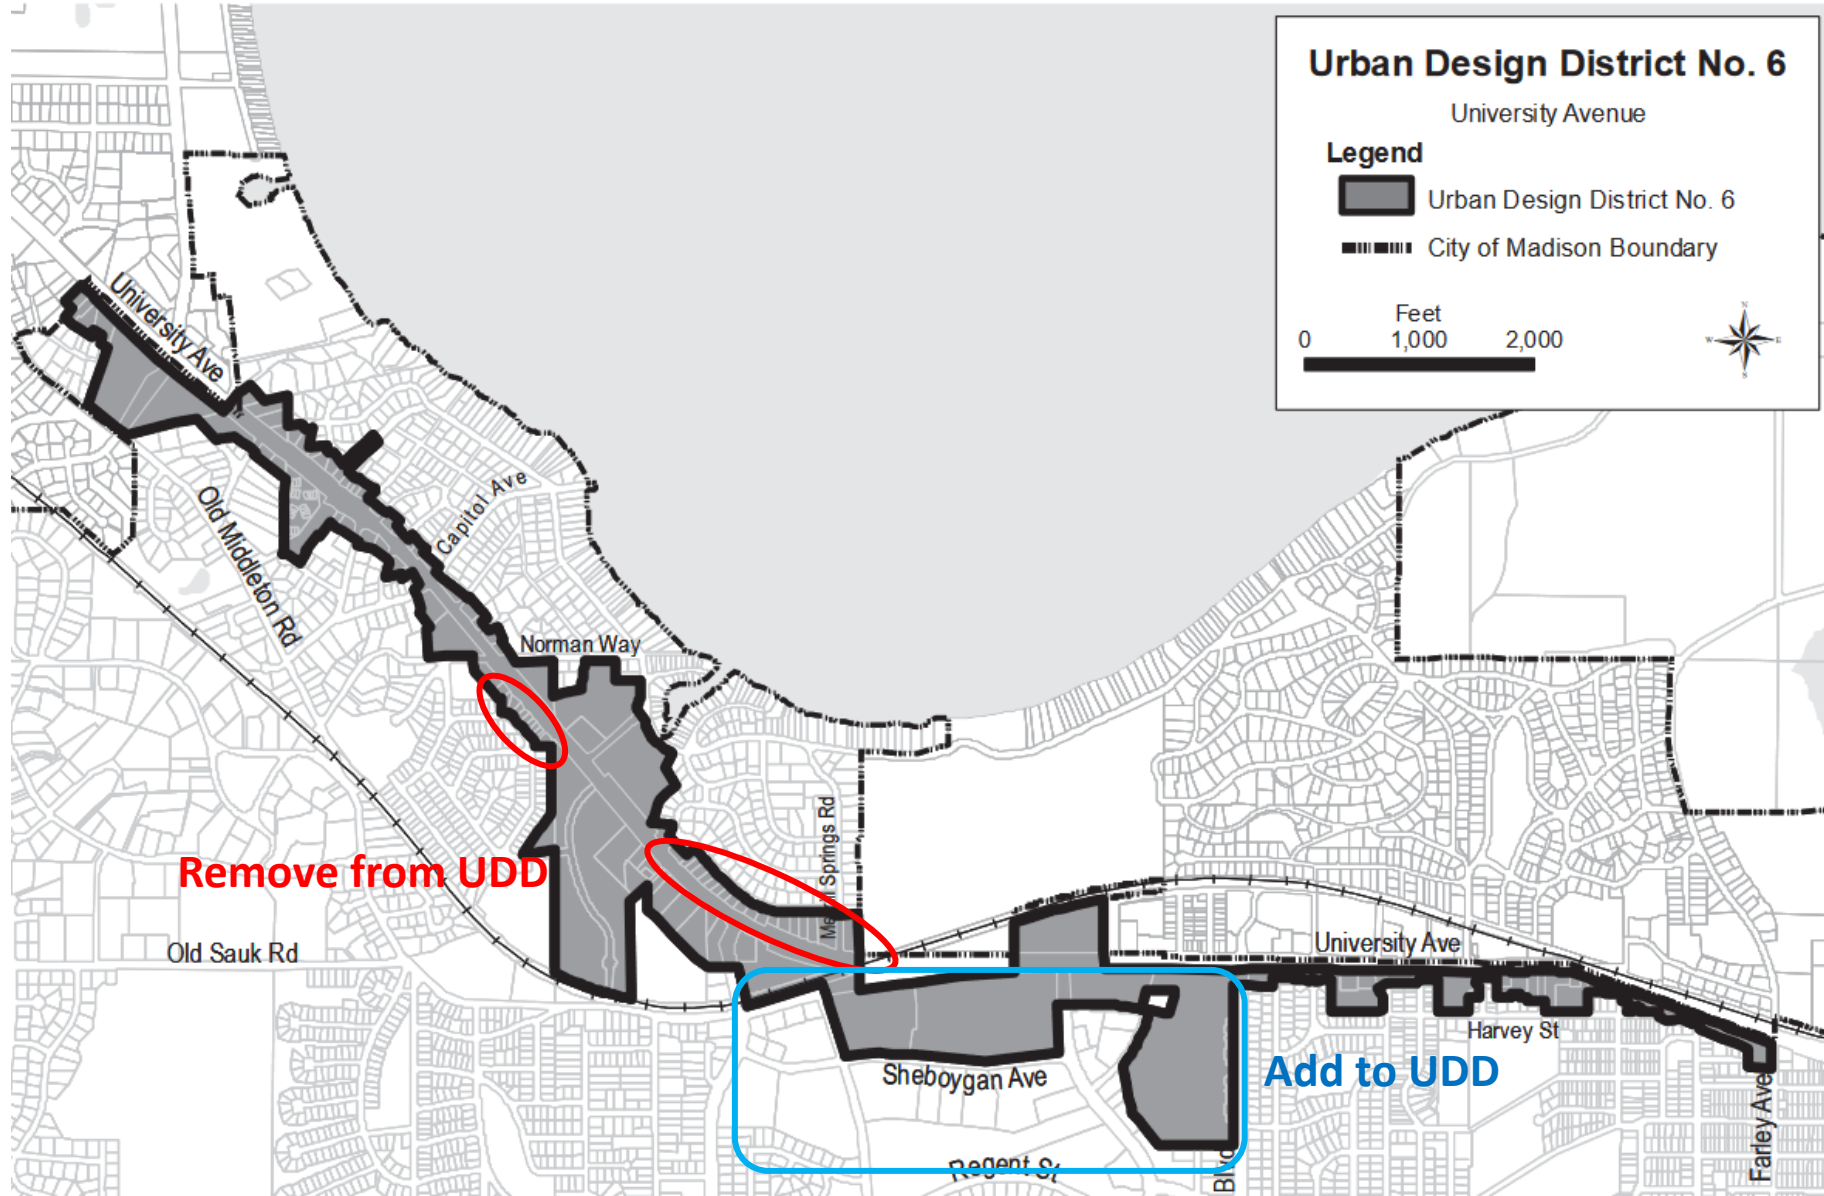 Urban Design District No. 6
University Avenue
Legend
Urban Design District No. 6
City of Madison Boundary
Feet
0 1,000 2,000
N
W E
S
University Ave
Capitol Ave
Old Middleton Rd
Norman Way
Springs Rd
Remove from UDD
Old Sauk Rd
University Ave
Harvey St
Sheboygan Ave
Add to UDD
Regent St
Blvd
Farley Ave